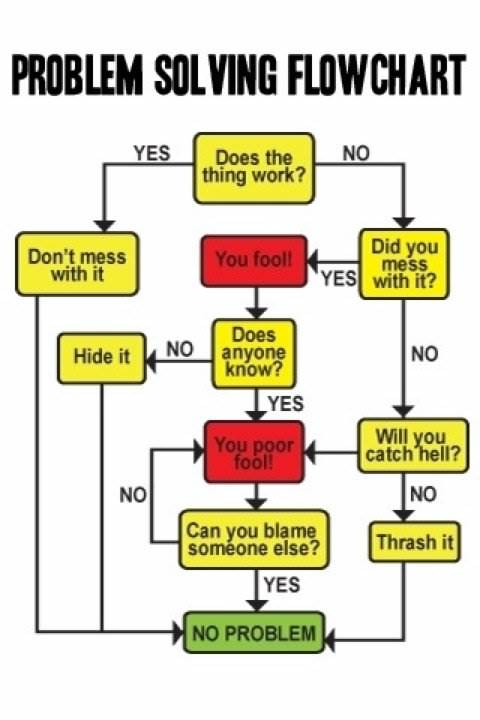 PROBLEM SOLVING FLOWCHART
YES
Does the
thing work?
NO
Don't mess
with it
You fool!
YES
Did you
mess
with it?
Hide it
NO
Does
anyone
know?
NO
YES
You poor
fool!
Will you
catch hell?
NO
NO
Can you blame
someone else?
Thrash it
YES
NO PROBLEM